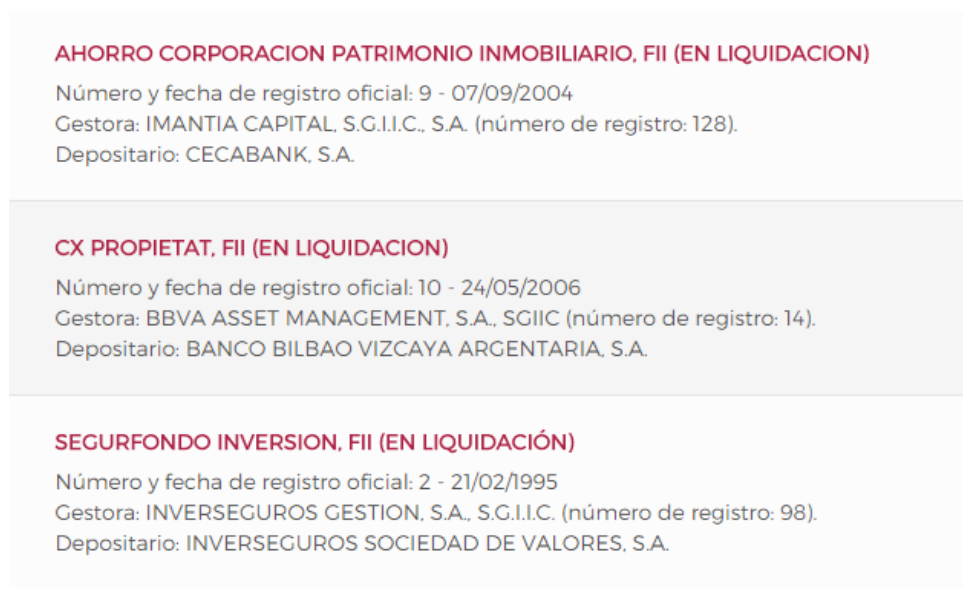 AHORRO CORPORACION PATRIMONIO INMOBILIARIO, FII (EN LIQUIDACION)
Número y fecha de registro oficial: 9 - 07/09/2004
Gestora: IMANTIA CAPITAL, S.G.I.I.C., S.A. (número de registro: 128).
Depositario: CECABANK, S.A.
CX PROPIETAT, FII (EN LIQUIDACION)
Número y fecha de registro oficial: 10 - 24/05/2006
Gestora: BBVA ASSET MANAGEMENT, S.A., SGIIC (número de registro: 14).
Depositario: BANCO BILBAO VIZCAYA ARGENTARIA, S.A.
SEGURFONDO INVERSION, FII (EN LIQUIDACIÓN)
Número y fecha de registro oficial: 2 - 21/02/1995
Gestora: INVERSEGUROS GESTION, S.A., S.G.I.I.C. (número de registro: 98).
Depositario: INVERSEGUROS SOCIEDAD DE VALORES, S.A.